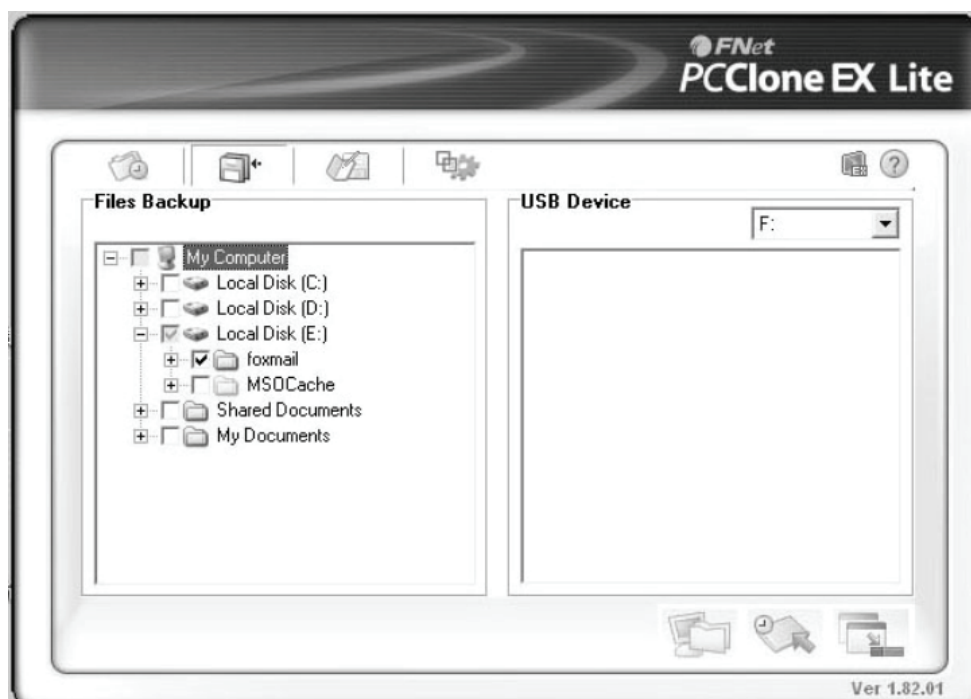 FNet
PCClone EX Lite
EX
?
Files Backup
USB Device
F:
My Computer
Local Disk (C:)
Local Disk (D:)
Local Disk (E:)
foxmail
MSOCache
Shared Documents
My Documents
Ver 1.82.01